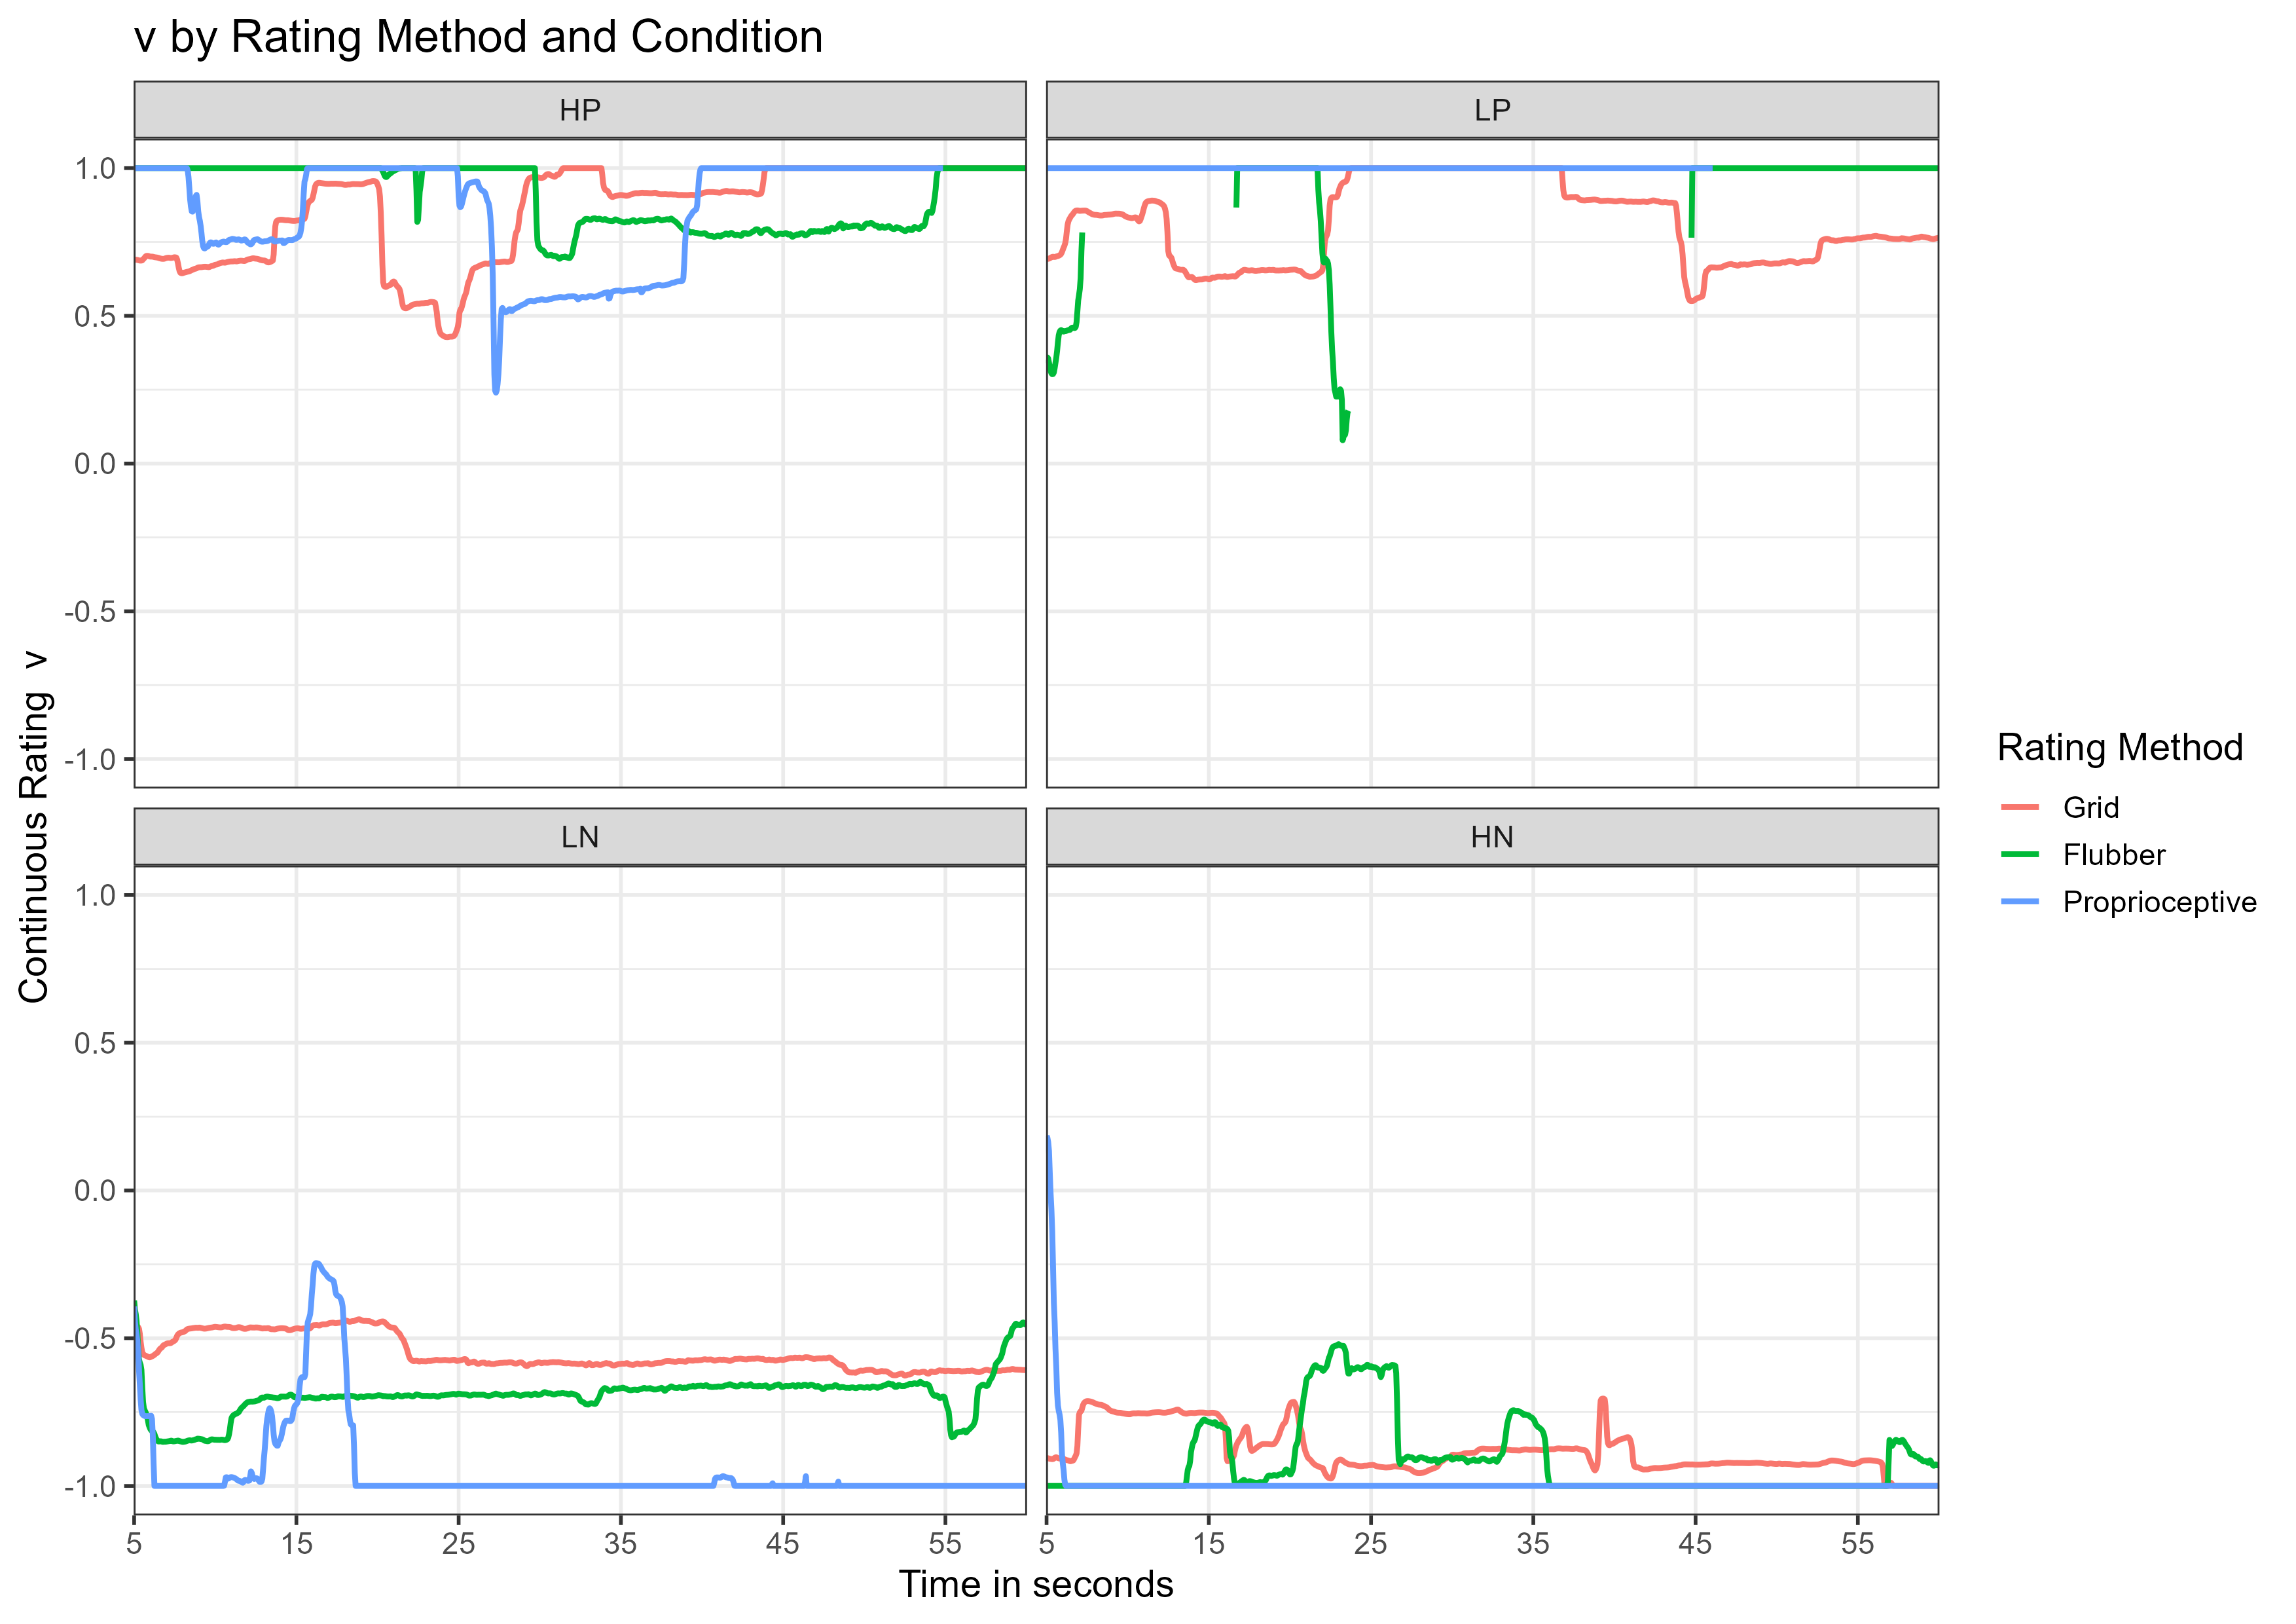 v by Rating Method and Condition
HP
LP
1.0
0.5
0.0
-0.5
-1.0
LN
HN
1.0
0.5
0.0
-0.5
-1.0
5 15 25 35 45 55
5 15 25 35 45 55
Time in seconds
Continuous Rating v
Rating Method
Grid
Flubber
Proprioceptive